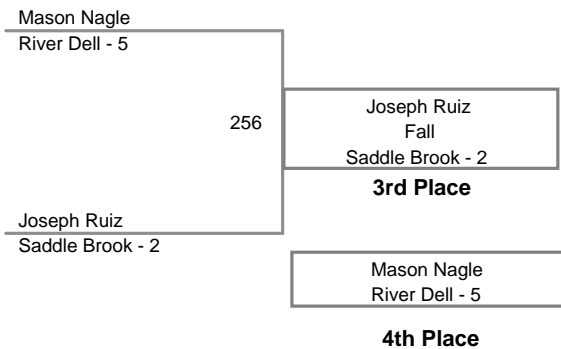 Mason Nagle
River Dell - 5
256
Joseph Ruiz
Fall
Saddle Brook - 2
3rd Place
Joseph Ruiz
Saddle Brook - 2
Mason Nagle
River Dell - 5
4th Place